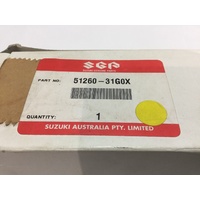 SGP
PART NO: 51260-31G0X
QUANTITY: 1
SUZUKI AUSTRALIA PTY. LIMITED